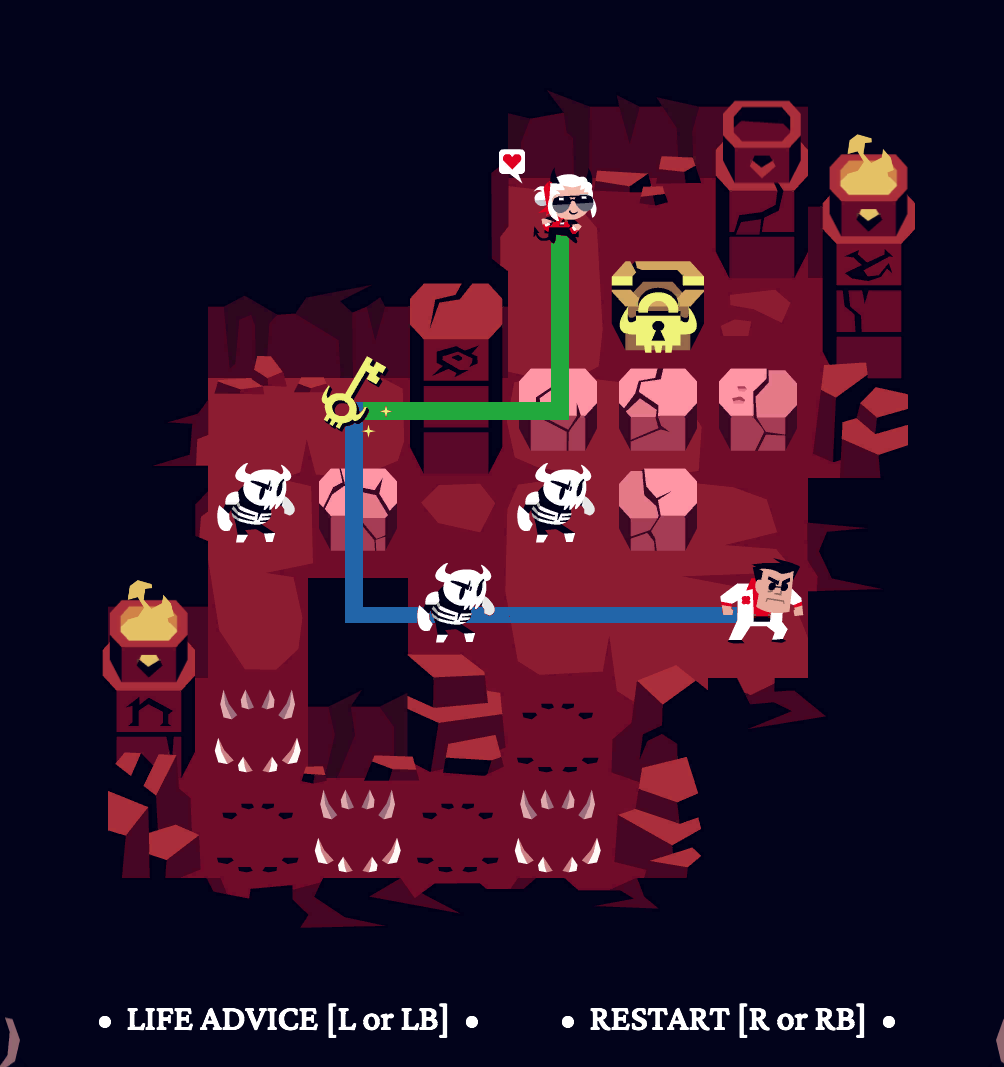 • LIFE ADVICE [L or LB] • • RESTART [R or RB] •